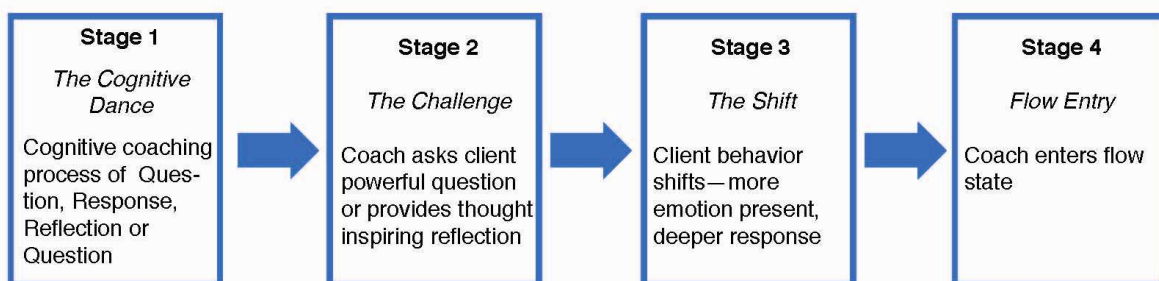 Stage 1
The Cognitive
Dance
Cognitive coaching
process of Ques-
tion, Response,
Reflection or
Question
Stage 2
The Challenge
Coach asks client
powerful question
or provides thought
inspiring reflection
Stage 3
The Shift
Client behavior
shifts—more
emotion present,
deeper response
Stage 4
Flow Entry
Coach enters flow
state